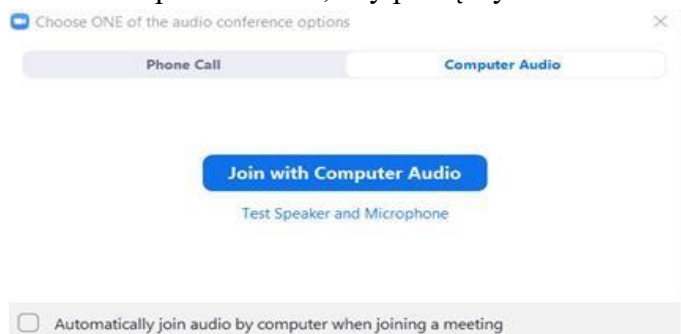 Choose ONE of the audio conference options
Phone Call
Computer Audio
Join with Computer Audio
Test Speaker and Microphone
Automatically join audio by computer when joining a meeting